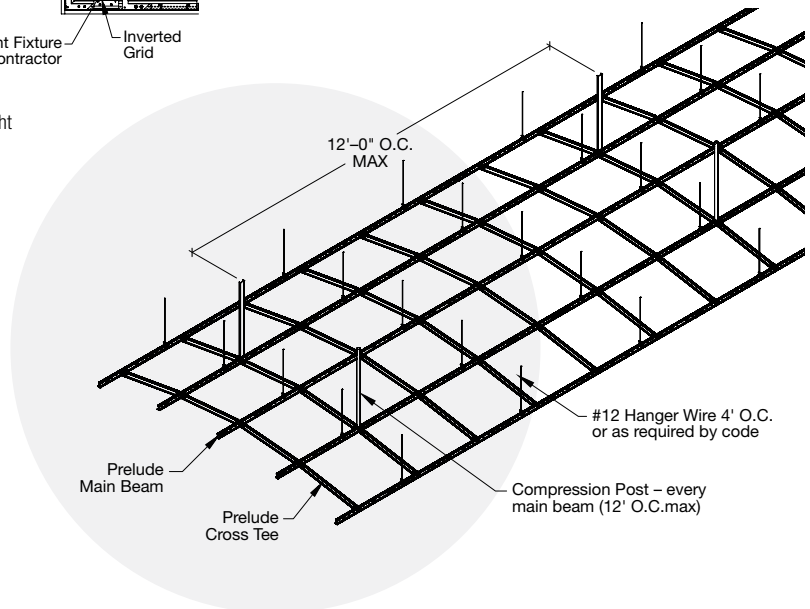 Fixture
Inverted
Grid
12'–0" O.C.
MAX
#12 Hanger Wire 4' O.C.
or as required by code
Prelude
Main Beam
Compression Post – every
main beam (12' O.C.max)
Prelude
Cross Tee